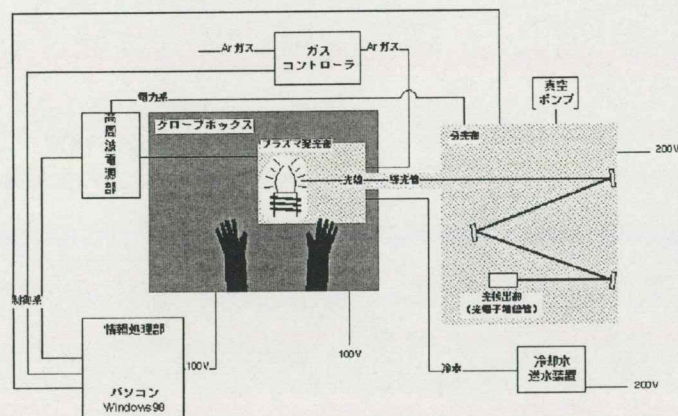 Arガス
ガス
コントローラ
Arガス
電力系
真空
ポンプ
高周波電源部
グローブボックス
プラズマ発光部
分光部
200V
光軸
導光管
光検出部
(光電子増倍管)
制御系
情報処理部
100V
100V
冷水
冷却水
送水装置
200V
パソコン
Windows98